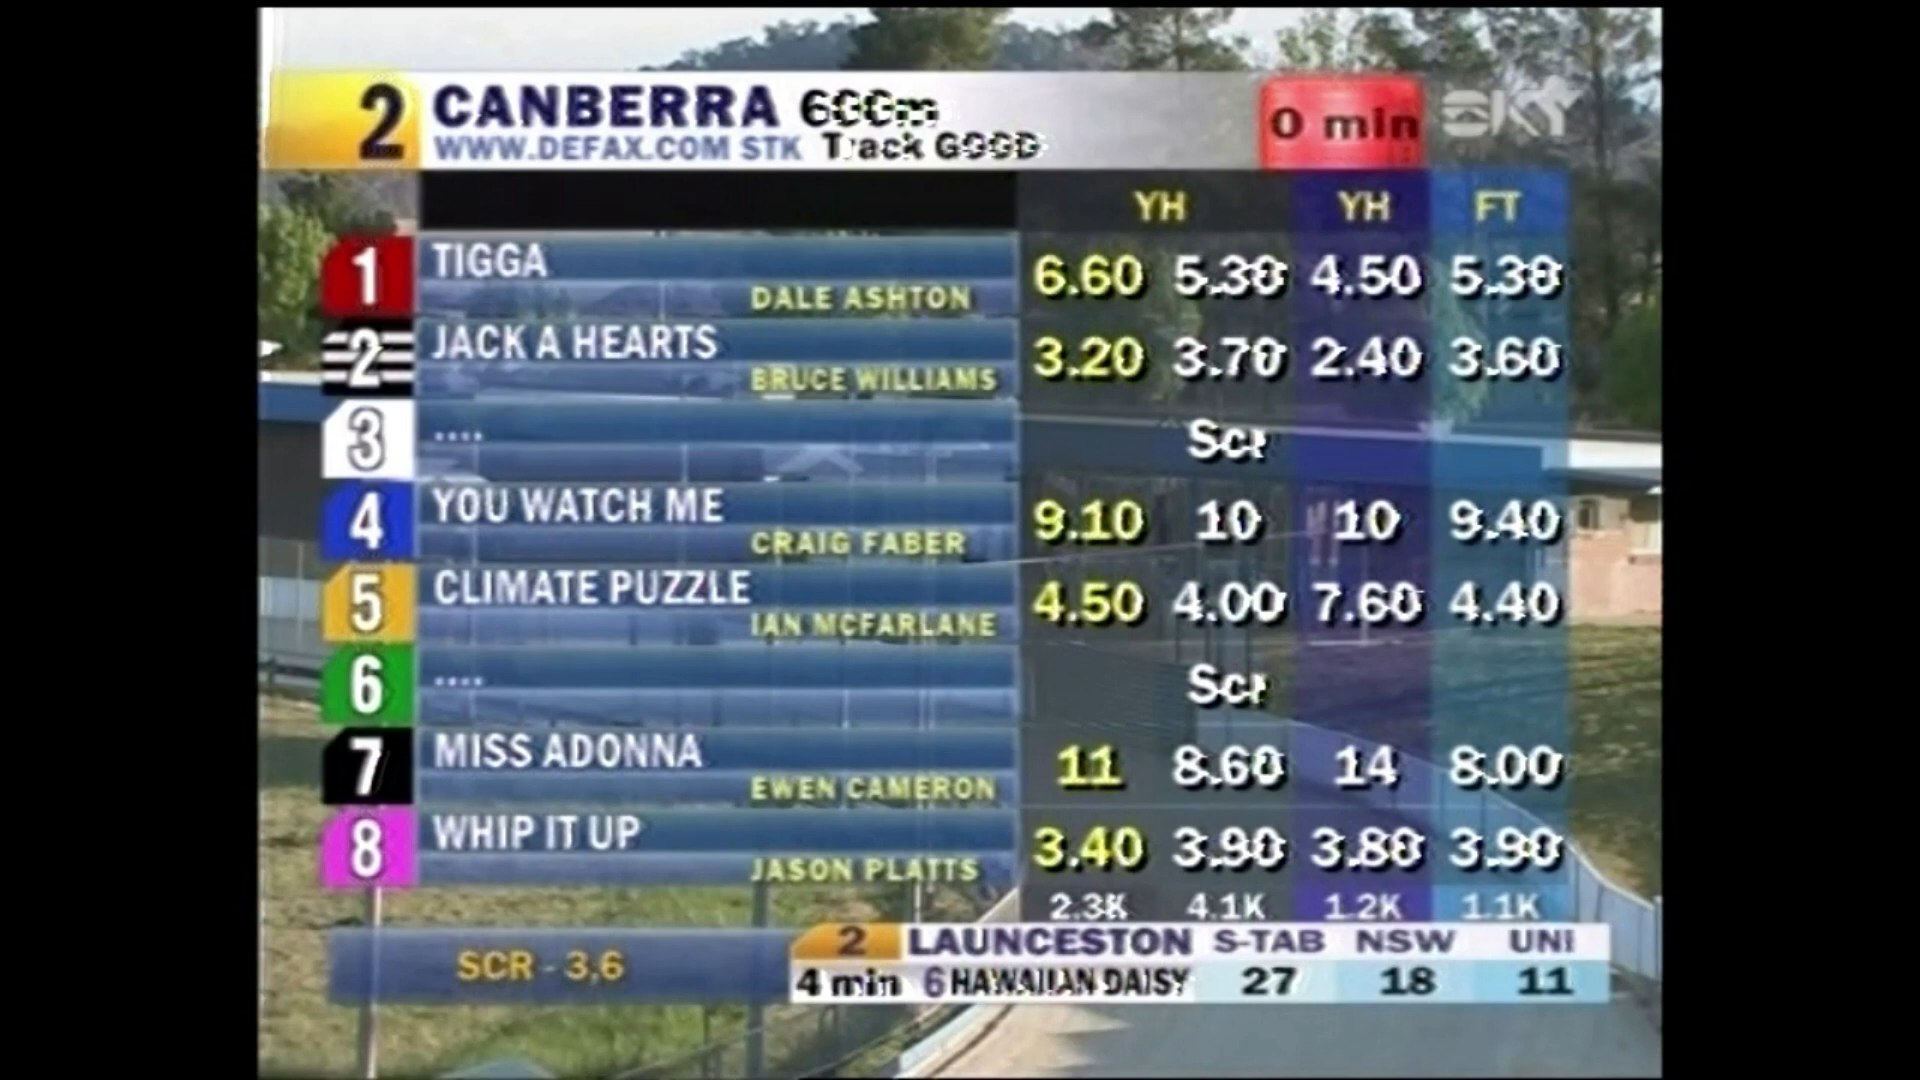 2 CANBERRA 600m 0 min SKY
WWW.DEFAX.COM STK Track GOOD
YH YH FT
1 TIGGA 6.60 5.30 4.50 5.30
DALE ASHTON
2 JACK A HEARTS 3.20 3.70 2.40 3.60
BRUCE WILLIAMS
3 .... Scr
4 YOU WATCH ME 9.10 10 10 9.40
CRAIG FABER
5 CLIMATE PUZZLE 4.50 4.00 7.60 4.40
IAN MCFARLANE
6 .... Scr
7 MISS ADONNA 11 8.60 14 8.00
EWEN CAMERON
8 WHIP IT UP 3.40 3.90 3.80 3.90
JASON PLATTS
2.3K 4.1K 1.2K 1.1K
SCR - 3,6
2 LAUNCESTON S-TAB NSW UNI
4 min 6 HAWAIIAN DAISY 27 18 11